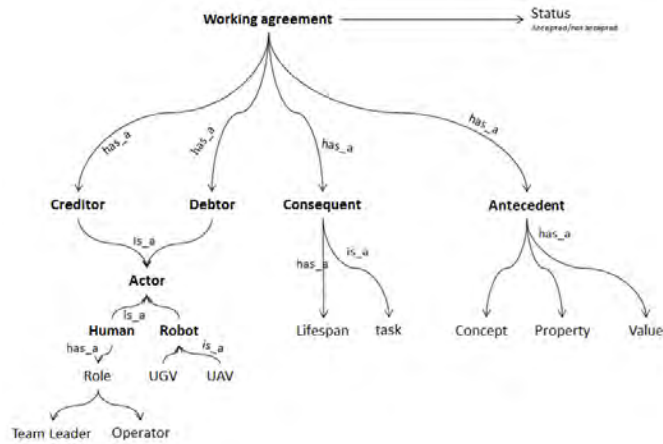 Working agreement
Status
Accepted/not accepted
has_a
has_a
has_a
has_a
Creditor
Debtor
Consequent
Antecedent
is_a
has_a
is_a
has_a
Actor
is_a
Human
Robot
Lifespan
task
Concept
Property
Value
has_a
is_a
Role
UGV
UAV
Team Leader
Operator